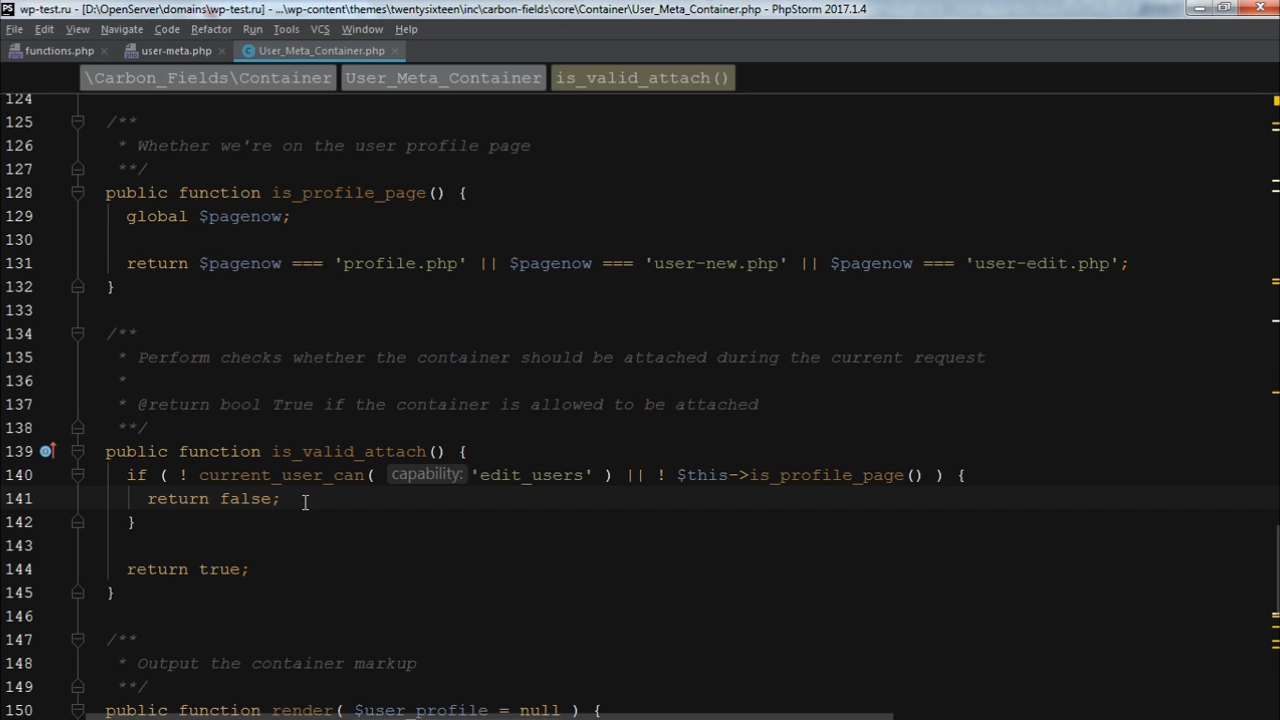 wp-test.ru - [D:\OpenServer\domains\wp-test.ru] - ...\wp-content\themes\twentysixteen\inc\carbon-fields\core\Container\User_Meta_Container.php - PhpStorm 2017.1.4
File Edit View Navigate Code Refactor Run Tools VCS Window Help
functions.php user-meta.php User_Meta_Container.php
\Carbon_Fields\Container User_Meta_Container is_valid_attach()
124
125 /**
126 * Whether we're on the user profile page
127 **/
128 public function is_profile_page() {
129 global $pagenow;
130
131 return $pagenow === 'profile.php' || $pagenow === 'user-new.php' || $pagenow === 'user-edit.php';
132 }
133
134 /**
135 * Perform checks whether the container should be attached during the current request
136 *
137 * @return bool True if the container is allowed to be attached
138 **/
139 public function is_valid_attach() {
140 if ( ! current_user_can( capability: 'edit_users' ) || ! $this->is_profile_page() ) {
141 return false;
142 }
143
144 return true;
145 }
146
147 /**
148 * Output the container markup
149 **/
150 public function render( $user_profile = null ) {